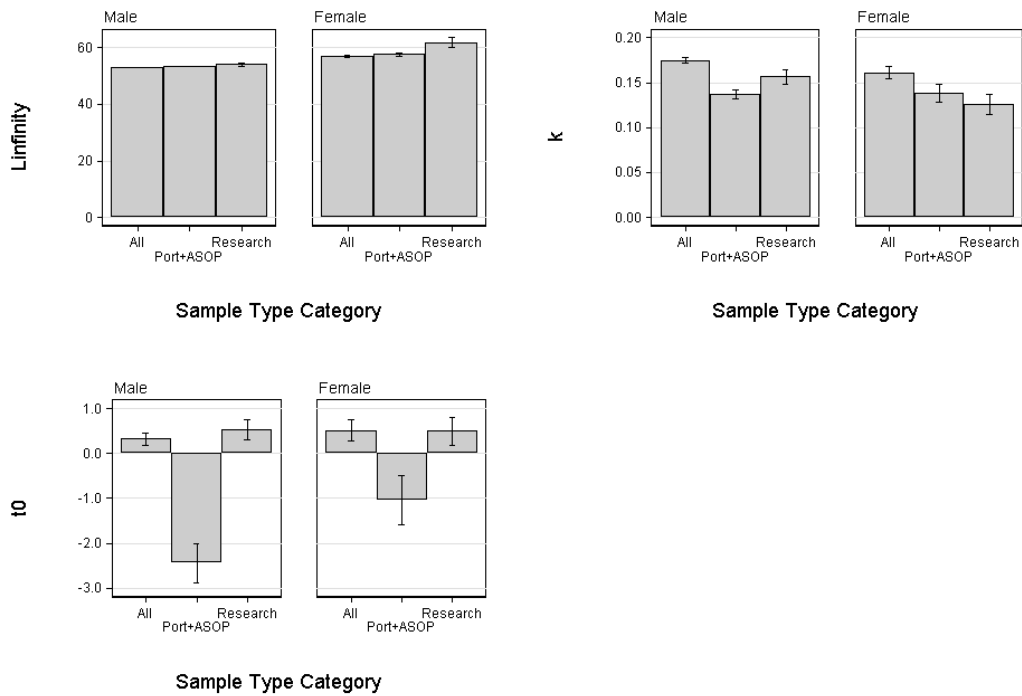 Male
Female
Linfinity
60
40
20
0
All
Research
All
Research
Port+ASOP
Port+ASOP
Sample Type Category
Male
Female
k
0.20
0.15
0.10
0.05
0.00
All
Research
All
Research
Port+ASOP
Port+ASOP
Sample Type Category
Male
Female
t0
1.0
0.0
-1.0
-2.0
-3.0
All
Research
All
Research
Port+ASOP
Port+ASOP
Sample Type Category